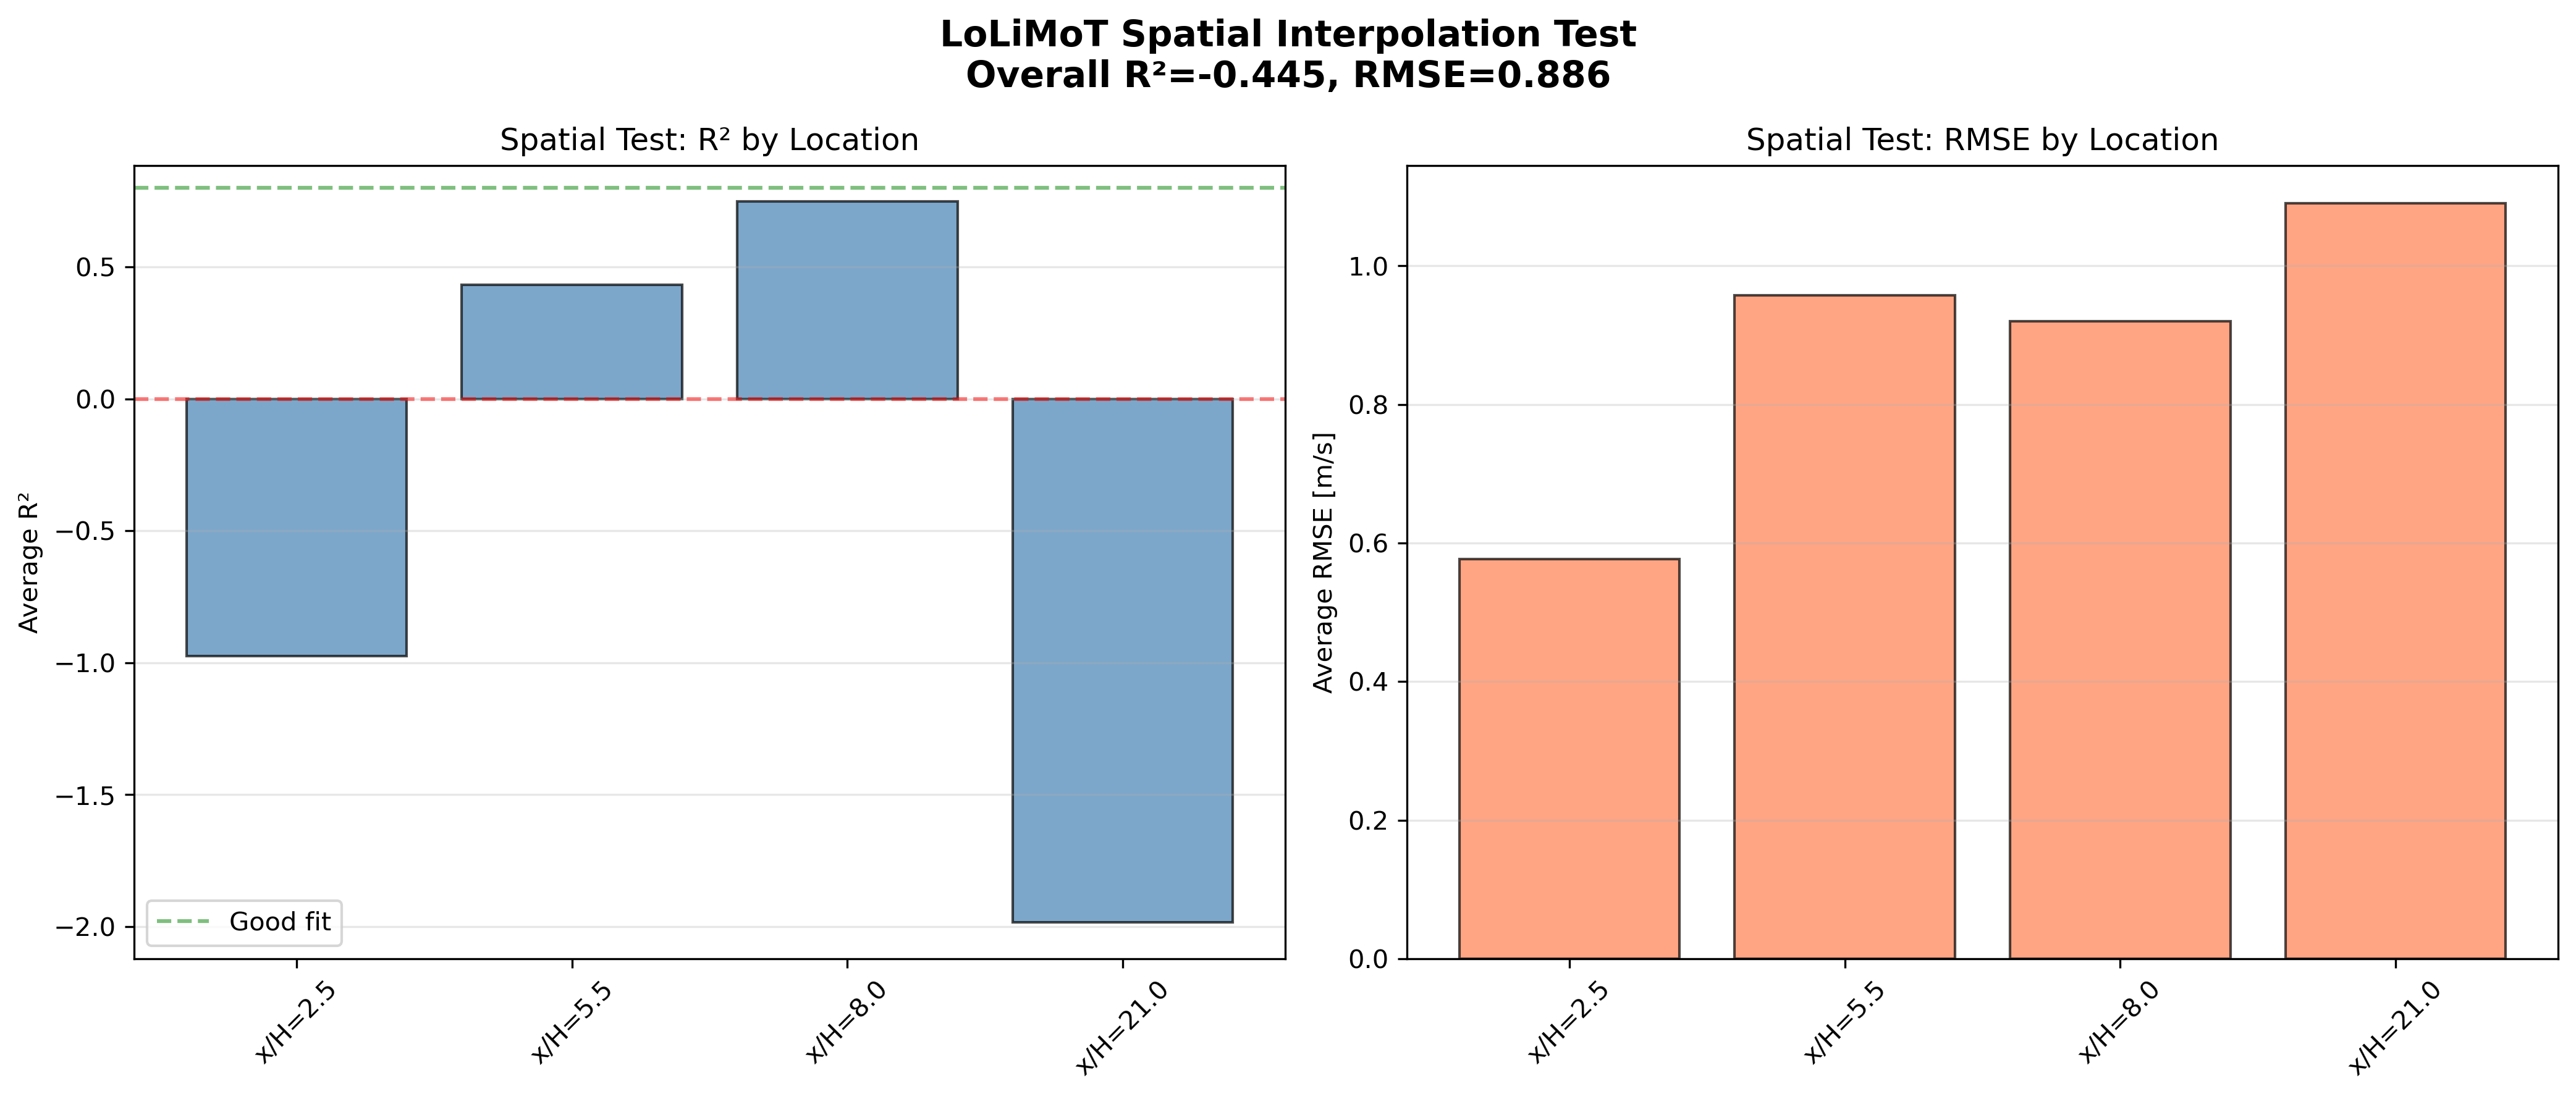 LoLiMoT Spatial Interpolation Test
Overall R²=-0.445, RMSE=0.886
Spatial Test: R² by Location
Average R²
0.5
0.0
−0.5
−1.0
−1.5
−2.0
Good fit
x/H=2.5
x/H=5.5
x/H=8.0
x/H=21.0
Spatial Test: RMSE by Location
Average RMSE [m/s]
1.0
0.8
0.6
0.4
0.2
0.0
x/H=2.5
x/H=5.5
x/H=8.0
x/H=21.0